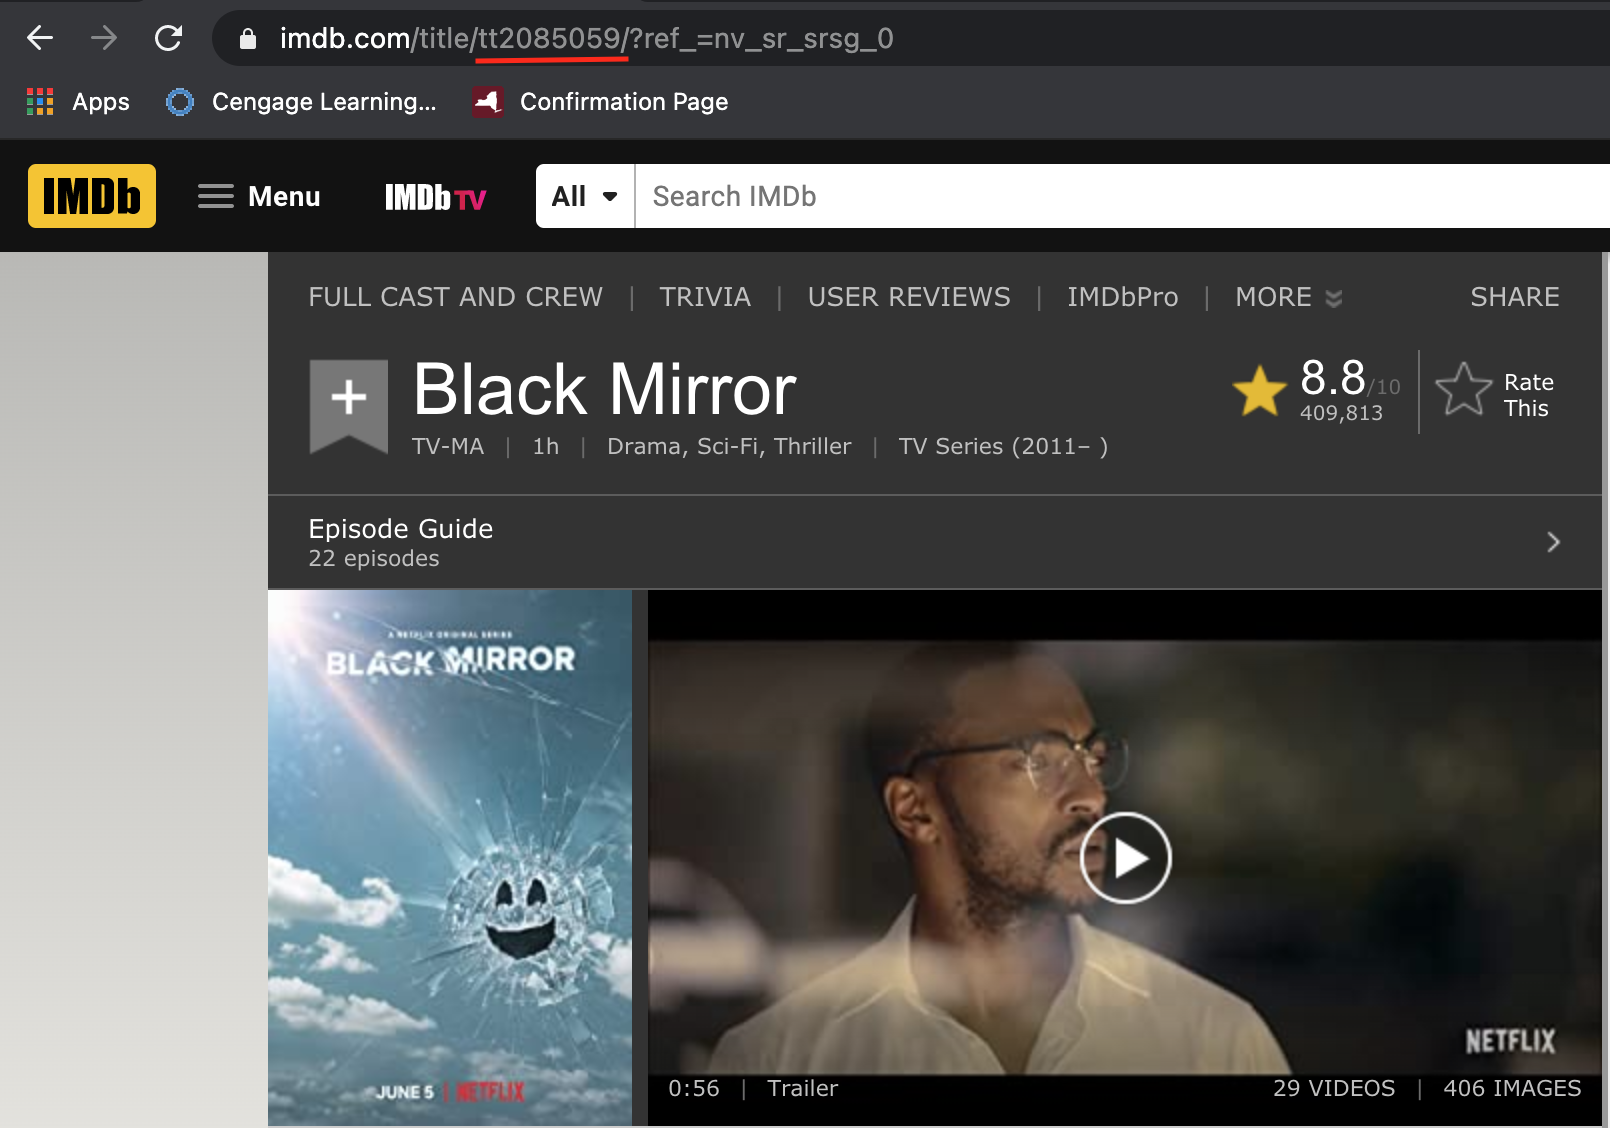 imdb.com/title/tt2085059/?ref_=nv_sr_srsg_0
Apps Cengage Learning... Confirmation Page
IMDb Menu IMDb TV All Search IMDb
FULL CAST AND CREW | TRIVIA | USER REVIEWS | IMDbPro | MORE SHARE
+ Black Mirror 8.8/10 Rate
409,813 This
TV-MA | 1h | Drama, Sci-Fi, Thriller | TV Series (2011– )
Episode Guide
22 episodes
A NETFLIX ORIGINAL SERIES
BLACK MIRROR
JUNE 5 | NETFLIX
NETFLIX
0:56 | Trailer 29 VIDEOS | 406 IMAGES